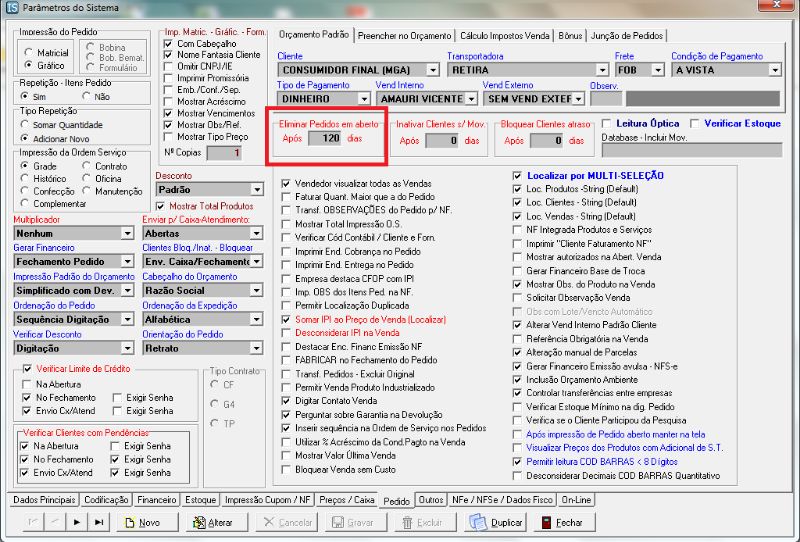 Parâmetros do Sistema
Impressão do Pedido
Matricial
Gráfico
Bobina
Bob. Bemat.
Formulário
Repetição - Itens Pedido
Sim
Não
Tipo Repetição
Somar Quantidade
Adicionar Novo
Impressão da Ordem Serviço
Grade
Contrato
Histórico
Oficina
Confecção
Manutenção
Complementar
Multiplicador
Nenhum
Gerar Financeiro
Fechamento Pedido
Impressão Padrão do Orçamento
Simplificado com Dev.
Ordenação do Pedido
Sequência Digitação
Verificar Desconto
Digitação
Verificar Limite de Crédito
Na Abertura
No Fechamento
Exigir Senha
Envio Cx/Atend
Exigir Senha
Verificar Clientes com Pendências
Na Abertura
Exigir Senha
No Fechamento
Exigir Senha
Envio Cx/Atend
Exigir Senha
Imp. Matric. - Gráfic. - Form.
Com Cabeçalho
Nome Fantasia Cliente
Omitir CNPJ/IE
Imprimir Promissória
Emb./Conf./Sep.
Mostrar Acréscimo
Mostrar Vencimentos
Mostrar Obs/Ref.
Mostrar Tipo Preço
Nº Copias
1
Desconto
Padrão
Mostrar Total Produtos
Enviar p/ Caixa-Atendimento:
Abertas
Clientes Bloq./Inat. - Bloquear
Env. Caixa/Fechamento
Cabeçalho do Orçamento
Razão Social
Ordenação da Expedição
Alfabética
Orientação do Pedido
Retrato
Tipo Contrato
CF
G4
TP
Orçamento Padrão
Preencher no Orçamento
Cálculo Impostos Venda
Bônus
Junção de Pedidos
Cliente
Transportadora
Frete
Condição de Pagamento
CONSUMIDOR FINAL (MGA)
RETIRA
FOB
A VISTA
Tipo de Pagamento
Vend Interno
Vend Externo
Observ.
DINHEIRO
AMAURI VICENTE
SEM VEND EXTEF
Eliminar Pedidos em aberto
Após 120 dias
Inativar Clientes s/ Mov.
Após 0 dias
Bloquear Clientes atraso
Após 0 dias
Leitura Óptica
Verificar Estoque
Database - Incluir Mov.
Vendedor visualizar todas as Vendas
Faturar Quant. Maior que a do Pedido
Transf. OBSERVAÇÕES do Pedido p/ NF.
Mostrar Total Impressão O.S.
Verificar Cód Contábil / Cliente e Forn.
Imprimir End. Cobrança no Pedido
Imprimir End. Entrega no Pedido
Empresa destaca CFOP com IPI
Imp. OBS dos Itens Ped. na NF.
Permitir Localização Duplicada
Somar IPI ao Preço de Venda (Localizar)
Desconsiderar IPI na Venda
Destacar Enc. Financ Emissão NF
FABRICAR no Fechamento do Pedido
Transf. Pedidos - Excluir Original
Permitir Venda Produto Industrializado
Digitar Contato Venda
Perguntar sobre Garantia na Devolução
Inserir sequência na Ordem de Serviço nos Pedidos
Utilizar % Acréscimo da Cond.Pagto na Venda
Mostrar Valor Última Venda
Bloquear Venda sem Custo
Localizar por MULTI-SELEÇÃO
Loc. Produtos -String (Default)
Loc. Clientes - String (Default)
Loc. Vendas - String (Default)
NF Integrada Produtos e Serviços
Imprimir "Cliente Faturamento NF"
Mostrar autorizados na Abert. Venda
Gerar Financeiro Base de Troca
Mostrar Obs. do Produto na Venda
Solicitar Observação Venda
Obs com Lote/Vencto Automático
Alterar Vend Interno Padrão Cliente
Referência Obrigatória na Venda
Alteração manual de Parcelas
Gerar Financeiro Emissão avulsa - NFS-e
Inclusão Orçamento Ambiente
Controlar transferências entre empresas
Verificar Estoque Mínimo na dig. Pedido
Verifica se o Cliente Participou da Pesquisa
Após impressão de Pedido aberto manter na tela
Visualizar Preços dos Produtos com Adicional de S.T.
Permitir leitura COD BARRAS < 8 Dígitos
Desconsiderar Decimais COD BARRAS Quantitativo
Dados Principais
Codificação
Financeiro
Estoque
Impressão Cupom / NF
Preços / Caixa
Pedido
Outros
NFe / NFSe / Dados Fisco
On-Line
Novo
Alterar
Cancelar
Gravar
Excluir
Duplicar
Fechar